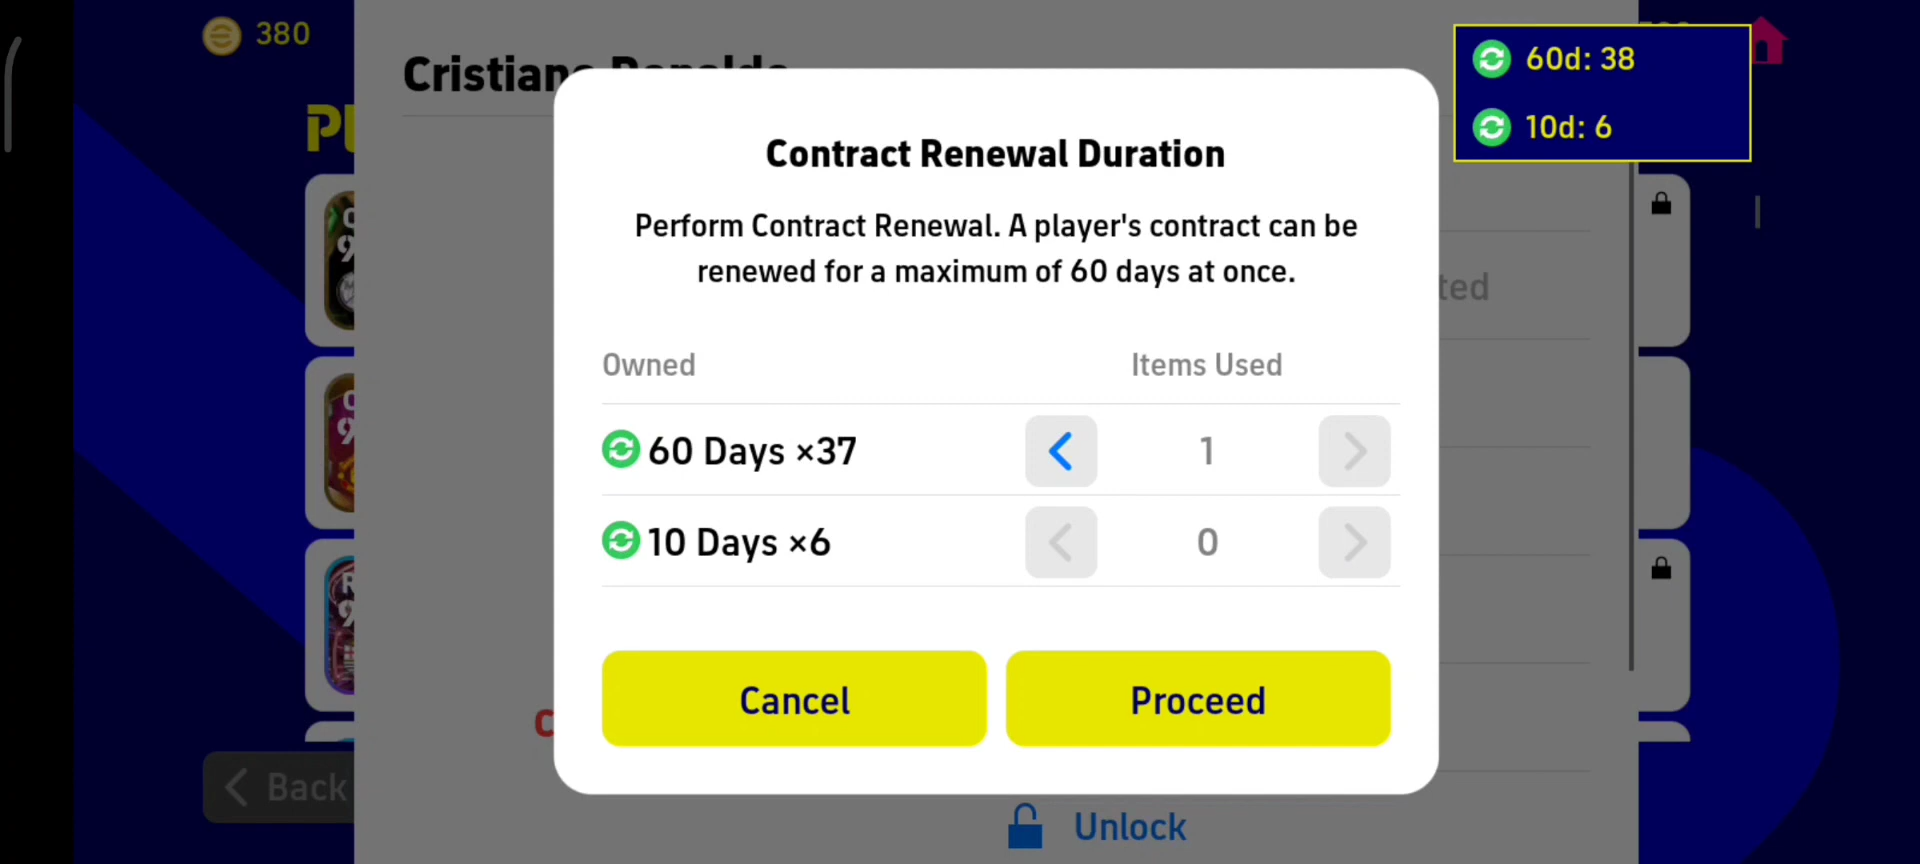 380
Cristiano Ronaldo
60d: 38
10d: 6
Contract Renewal Duration
Perform Contract Renewal. A player's contract can be
renewed for a maximum of 60 days at once.
Owned Items Used
60 Days ×37 1
10 Days ×6 0
Cancel Proceed
Back
Unlock